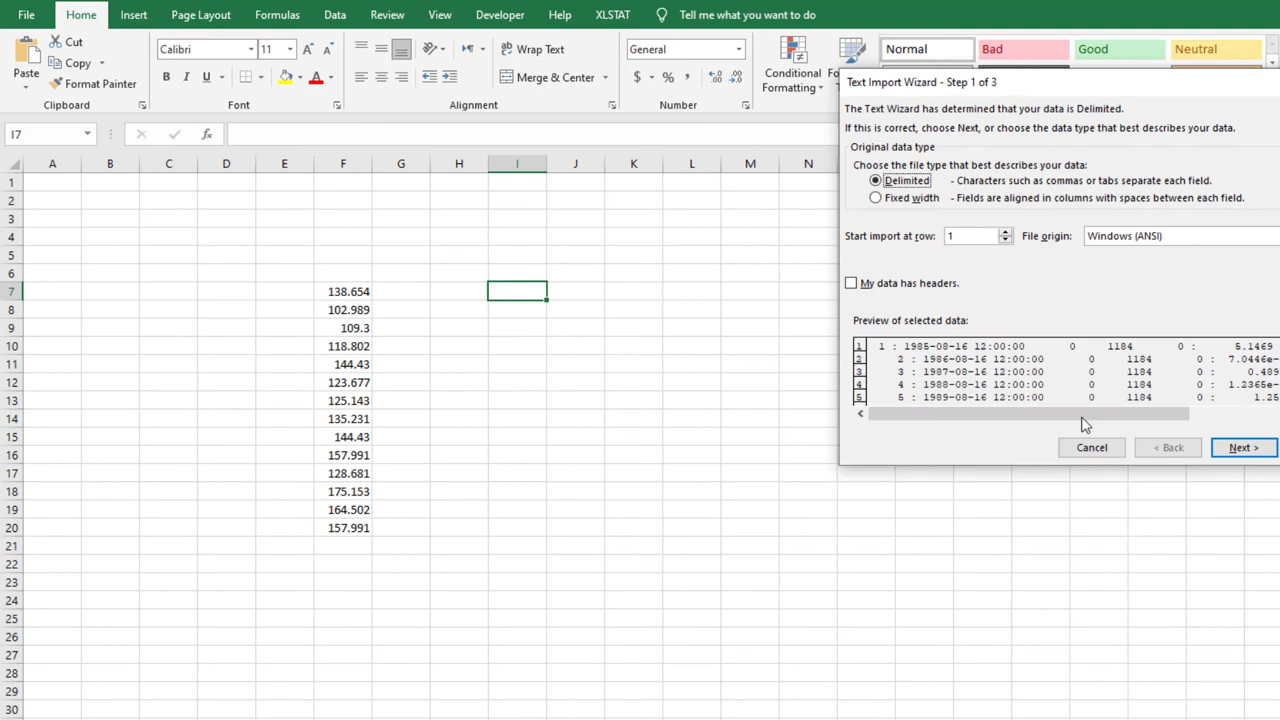 File Home Insert Page Layout Formulas Data Review View Developer Help XLSTAT Tell me what you want to do
Paste
Cut
Copy
Format Painter
Clipboard
Calibri 11
B I U
Font
Wrap Text
Merge & Center
Alignment
General
$ % ,
Number
Conditional
Formatting
Normal Bad Good Neutral
I7
fx
A B C D E F G H I J K L M N
1
2
3
4
5
6
7 138.654
8 102.989
9 109.3
10 118.802
11 144.43
12 123.677
13 125.143
14 135.231
15 144.43
16 157.991
17 128.681
18 175.153
19 164.502
20 157.991
21
22
23
24
25
26
27
28
29
30
Text Import Wizard - Step 1 of 3
The Text Wizard has determined that your data is Delimited.
If this is correct, choose Next, or choose the data type that best describes your data.
Original data type
Choose the file type that best describes your data:
Delimited - Characters such as commas or tabs separate each field.
Fixed width - Fields are aligned in columns with spaces between each field.
Start import at row: 1 File origin: Windows (ANSI)
My data has headers.
Preview of selected data:
1 1 : 1985-08-16 12:00:00 0 1184 0 : 5.1469
2 2 : 1986-08-16 12:00:00 0 1184 0 : 7.0446e-
3 3 : 1987-08-16 12:00:00 0 1184 0 : 0.489
4 4 : 1988-08-16 12:00:00 0 1184 0 : 1.2365e-
5 5 : 1989-08-16 12:00:00 0 1184 0 : 1.25
Cancel < Back Next >